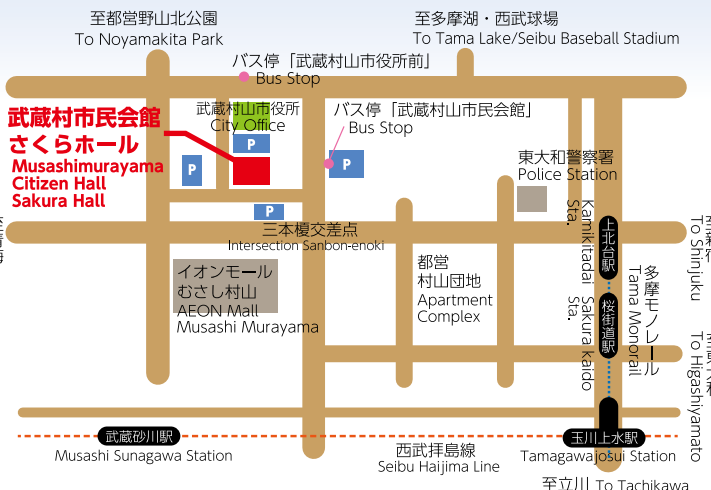 至都営野山北公園
To Noyamakita Park
至多摩湖・西武球場
To Tama Lake/Seibu Baseball Stadium
バス停「武蔵村山市役所前」
Bus Stop
武蔵村市民会館
さくらホール
Musashimurayama
Citizen Hall
Sakura Hall
武蔵村山市役所
City Office
P
P
P
P
バス停「武蔵村山市民会館」
Bus Stop
東大和警察署
Police Station
三本榎交差点
Intersection Sanbon-enoki
イオンモール
むさし村山
AEON Mall
Musashi Murayama
都営
村山団地
Apartment
Complex
上北台駅
Kamikitadai
Sta.
桜街道駅
Sakura kaido
Sta.
多摩モノレール
Tama Monorail
To Shinjuku
To Higashiyamato
武蔵砂川駅
Musashi Sunagawa Station
西武拝島線
Seibu Haijima Line
玉川上水駅
Tamagawajosui Station
至立川 To Tachikawa